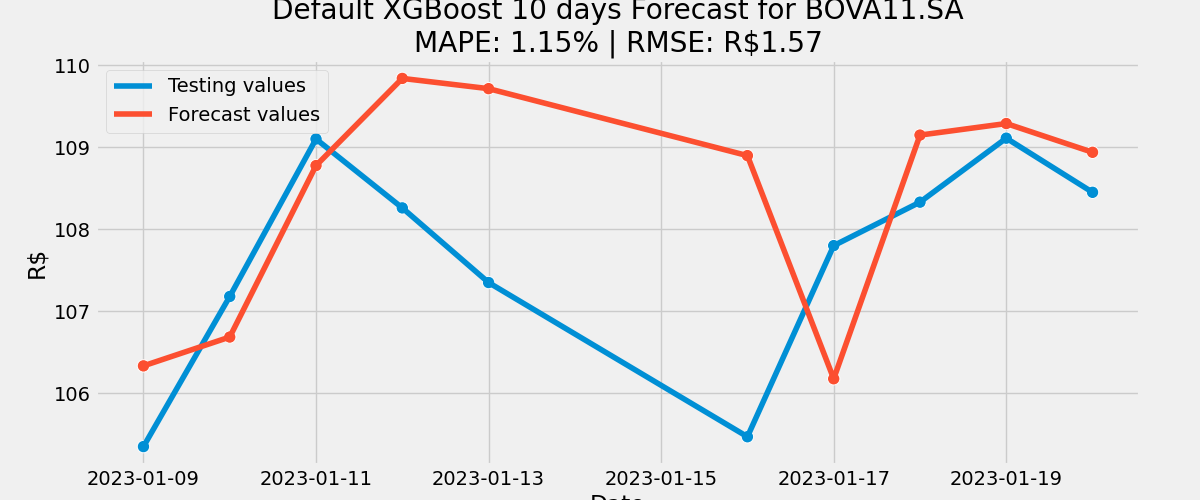 Default XGBoost 10 days Forecast for BOVA11.SA
MAPE: 1.15% | RMSE: R$1.57
Testing values
Forecast values
R$
110
109
108
107
106
2023-01-09 2023-01-11 2023-01-13 2023-01-15 2023-01-17 2023-01-19
Date